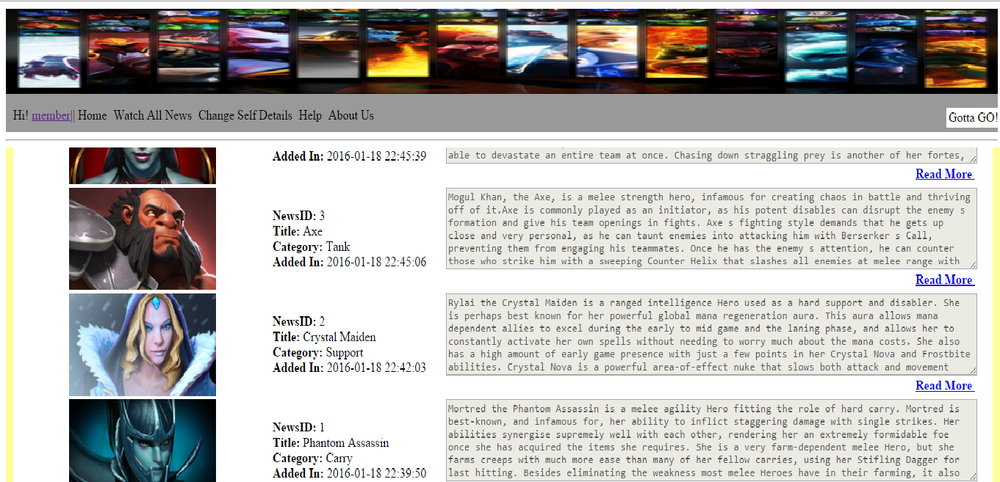 Hi! member|| Home Watch All News Change Self Details Help About Us
Gotta GO!
Added In: 2016-01-18 22:45:39
able to devastate an entire team at once. Chasing down straggling prey is another of her fortes,
Read More
NewsID: 3
Title: Axe
Category: Tank
Added In: 2016-01-18 22:45:06
Mogul Khan, the Axe, is a melee strength hero, infamous for creating chaos in battle and thriving
off of it.Axe is commonly played as an initiator, as his potent disables can disrupt the enemy s
formation and give his team openings in fights. Axe s fighting style demands that he gets up
close and very personal, as he can taunt enemies into attacking him with Berserker s Call,
preventing them from engaging his teammates. Once he has the enemy s attention, he can counter
those who strike him with a sweeping Counter Helix that slashes all enemies at melee range with
Read More
NewsID: 2
Title: Crystal Maiden
Category: Support
Added In: 2016-01-18 22:42:03
Rylai the Crystal Maiden is a ranged intelligence Hero used as a hard support and disabler. She
is perhaps best known for her powerful global mana regeneration aura. This aura allows mana
dependent allies to excel during the early to mid game and the laning phase, and allows her to
constantly activate her own spells without needing to worry much about the mana costs. She also
has a high amount of early game presence with just a few points in her Crystal Nova and Frostbite
abilities. Crystal Nova is a powerful area-of-effect nuke that slows both attack and movement
Read More
NewsID: 1
Title: Phantom Assassin
Category: Carry
Added In: 2016-01-18 22:39:50
Mortred the Phantom Assassin is a melee agility Hero fitting the role of hard carry. Mortred is
best-known, and infamous for, her ability to inflict staggering damage with single strikes. Her
abilities synergise supremely well with each other, rendering her an extremely formidable foe
once she has acquired the items she requires. She is a very farm-dependent melee Hero, but she
farms creeps with much more ease than many of her fellow carries, using her Stifling Dagger for
last hitting. Besides eliminating the weakness most melee Heroes have in their farming, it also